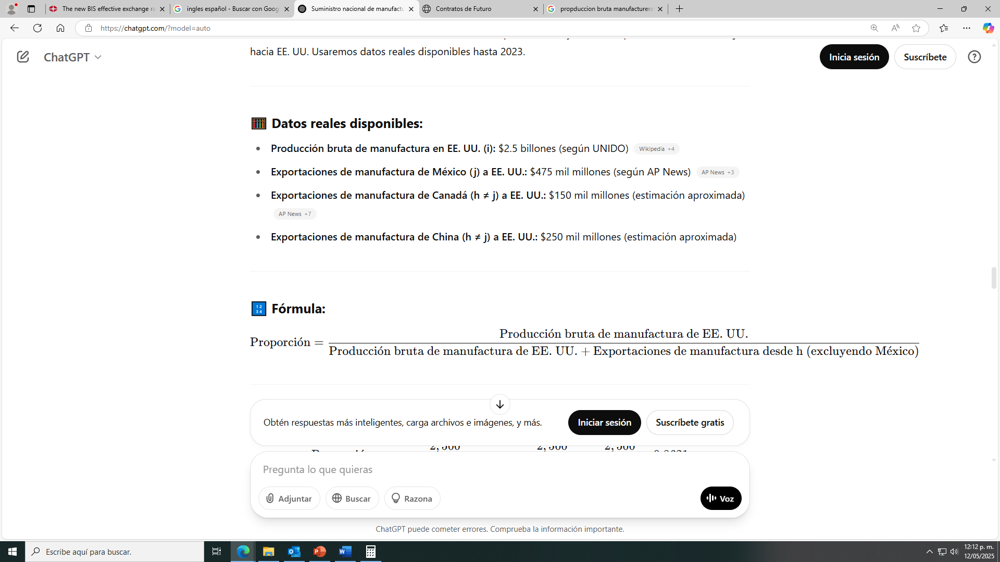 The new BIS effective exchange ra
ingles español - Buscar con Goog
Suministro nacional de manufactu
Contratos de Futuro
propduccion bruta manufacturera
https://chatgpt.com/?model=auto
ChatGPT
hacia EE. UU. Usaremos datos reales disponibles hasta 2023.
Inicia sesión
Suscríbete
Datos reales disponibles:
• Producción bruta de manufactura en EE. UU. (i): $2.5 billones (según UNIDO) Wikipedia +4
• Exportaciones de manufactura de México (j) a EE. UU.: $475 mil millones (según AP News) AP News +3
• Exportaciones de manufactura de Canadá (h ≠ j) a EE. UU.: $150 mil millones (estimación aproximada)
AP News +7
• Exportaciones de manufactura de China (h ≠ j) a EE. UU.: $250 mil millones (estimación aproximada)
1 2
3 4
Fórmula:
Producción bruta de manufactura de EE. UU.
Proporción =
Producción bruta de manufactura de EE. UU. + Exportaciones de manufactura desde h (excluyendo México)
Obtén respuestas más inteligentes, carga archivos e imágenes, y más.
Iniciar sesión
Suscríbete gratis
2,500 2,500 2,500
Pregunta lo que quieras
Adjuntar
Buscar
Razona
Voz
ChatGPT puede cometer errores. Comprueba la información importante.
Escribe aquí para buscar.
12:12 p. m.
12/05/2025